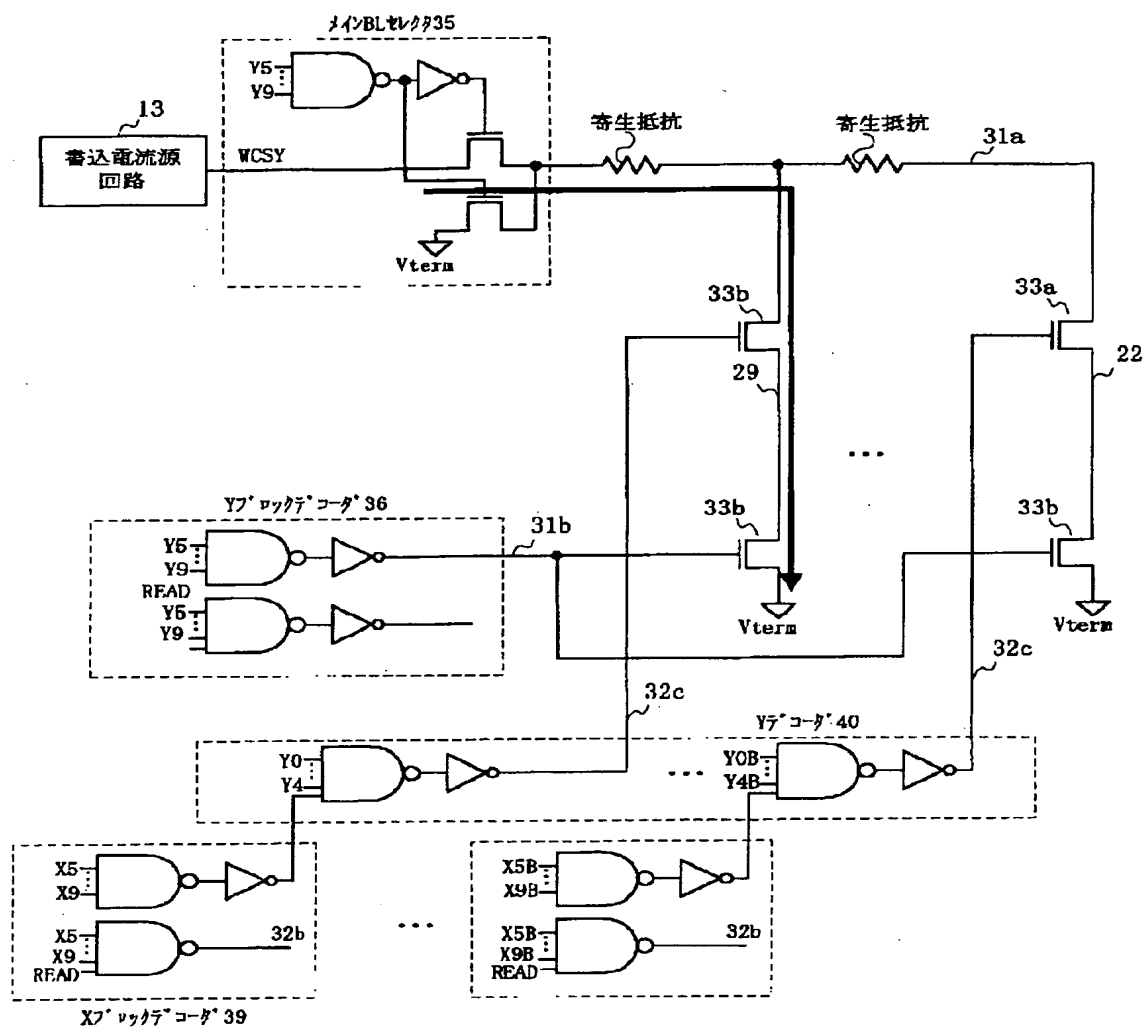 メインBLセレクタ35
Y5
Y9
13
書込電流源
回路
WCSY
Vterm
寄生抵抗
寄生抵抗
31a
33b
33a
29
22
Yブロックデコーダ36
31b
33b
33b
Y5
Y9
READ
Y5
Y9
Vterm
Vterm
32c
32c
Yデコーダ40
Y0
Y4
Y0B
Y4B
X5
X9
X5B
X9B
X5
X9
READ
32b
X5B
X9B
READ
32b
Xブロックデコーダ39